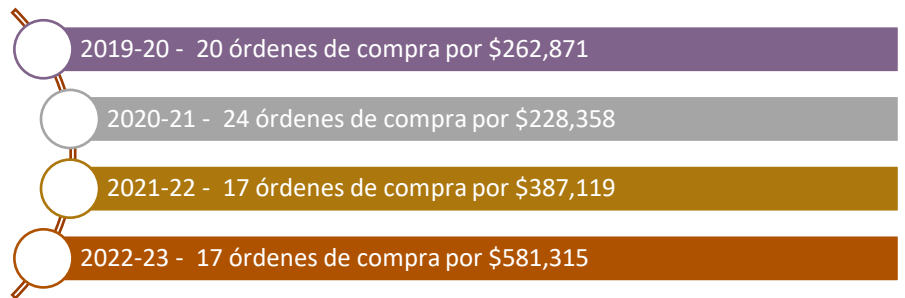 2019-20 - 20 órdenes de compra por $262,871
2020-21 - 24 órdenes de compra por $228,358
2021-22 - 17 órdenes de compra por $387,119
2022-23 - 17 órdenes de compra por $581,315